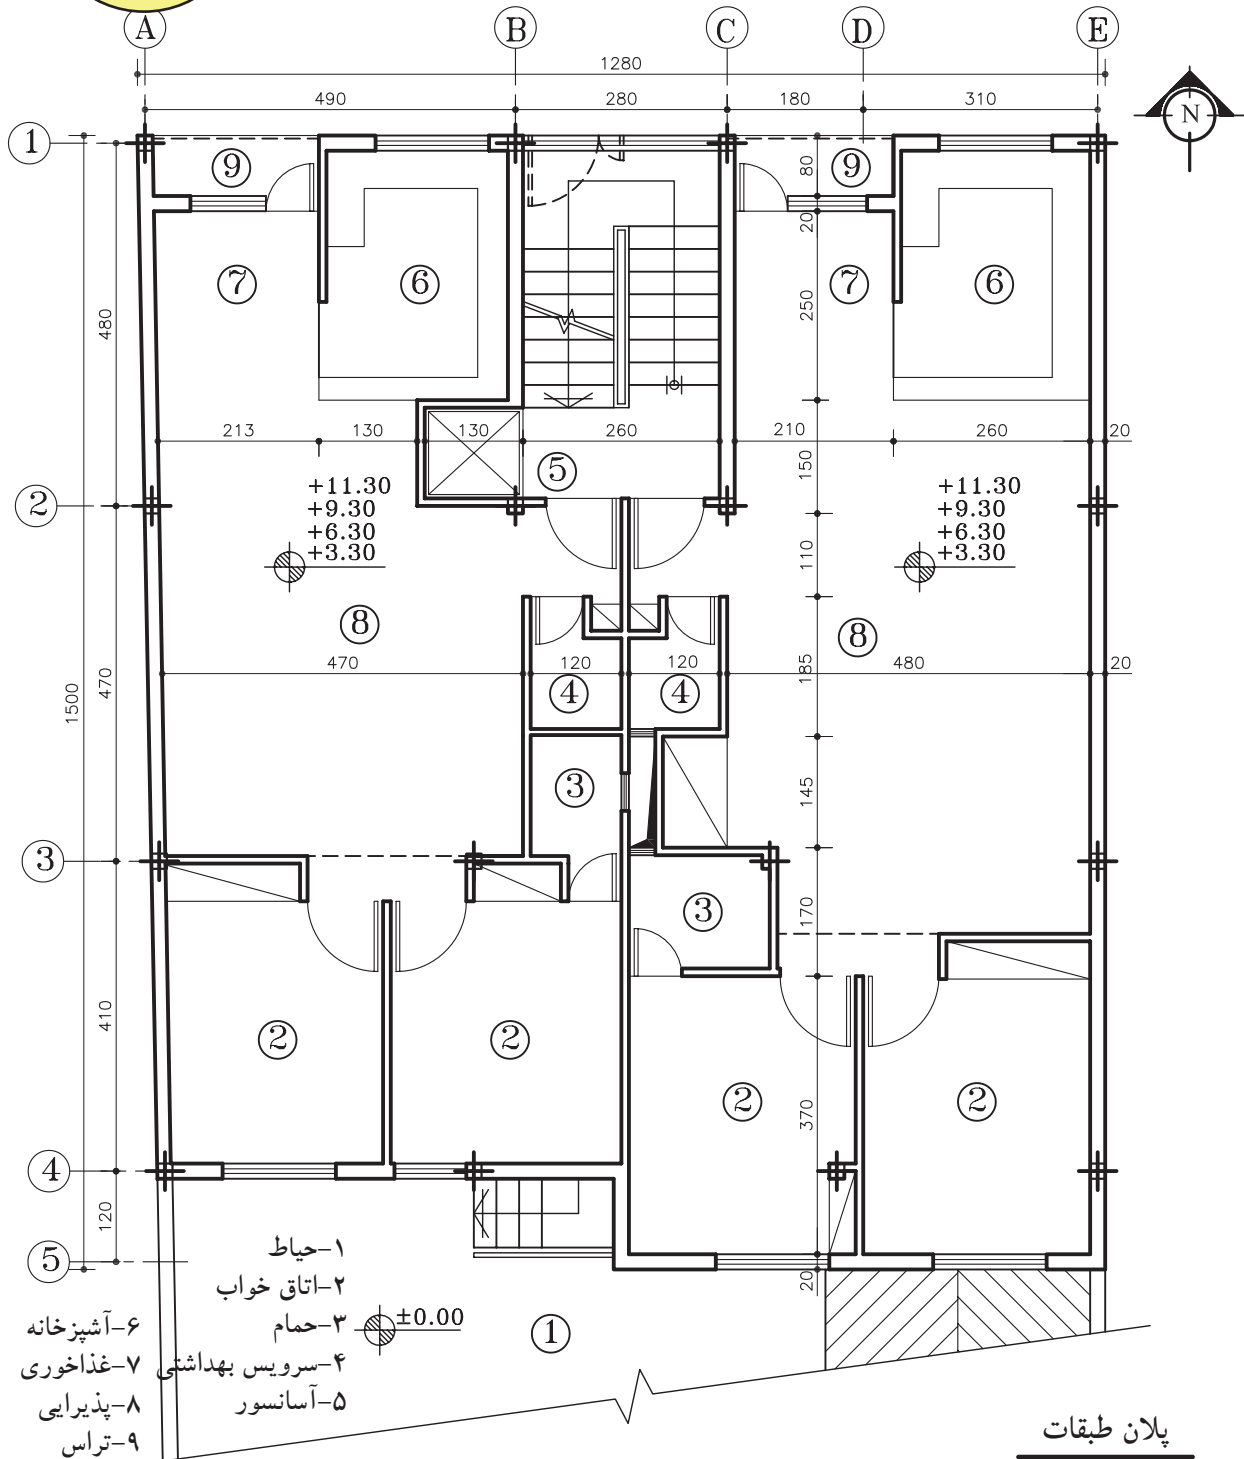 A B C D E
1280
490 280 180 310
N
1
9 9
80
20
7 6 7 6
480
250
213 130 130 260 210 260 20
5
150
+11.30
+9.30
+6.30
+3.30
+11.30
+9.30
+6.30
+3.30
2
110
8 8
470 120 120 480 20
4 4
185
470
1500
3
145
3
3
170
410
2 2
2 2
370
4
120
5
20
۱-حیاط
۲-اتاق خواب
۳-حمام
۴-سرویس بهداشتی
۵-آسانسور
۶-آشپزخانه
۷-غذاخوری
۸-پذیرایی
۹-تراس
±0.00
1
پلان طبقات